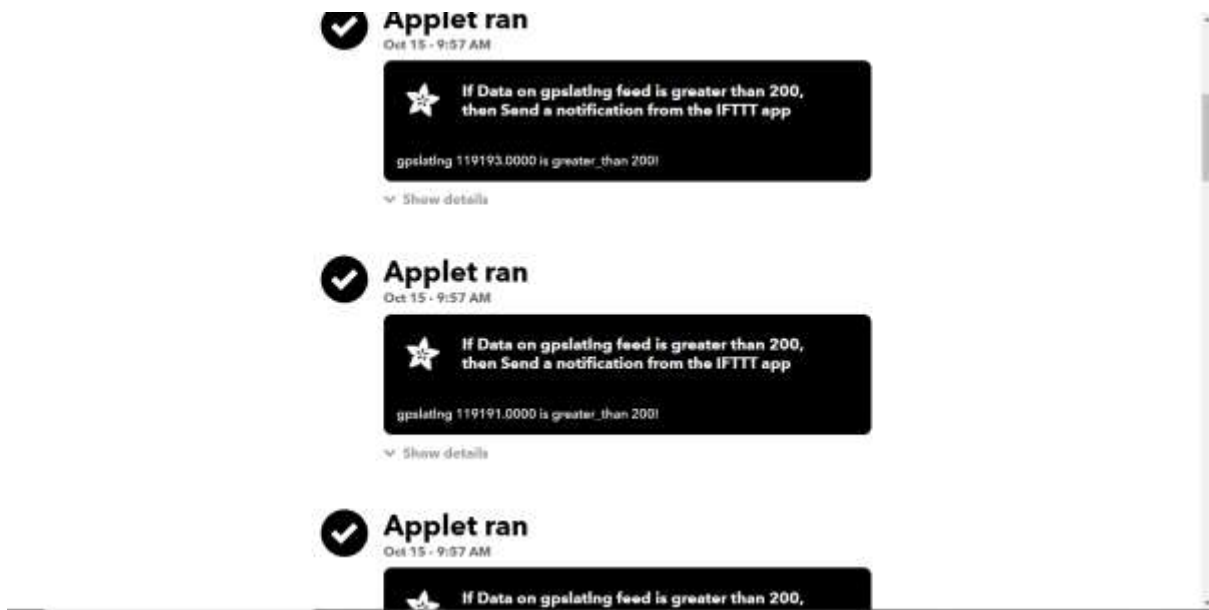 Applet ran
Oct 15 - 9:57 AM
If Data on gpslatlng feed is greater than 200,
then Send a notification from the IFTTT app
gpslatlng 119193.0000 is greater_than 200!
Show details
Applet ran
Oct 15 - 9:57 AM
If Data on gpslatlng feed is greater than 200,
then Send a notification from the IFTTT app
gpslatlng 119191.0000 is greater_than 200!
Show details
Applet ran
Oct 15 - 9:57 AM
If Data on gpslatlng feed is greater than 200,